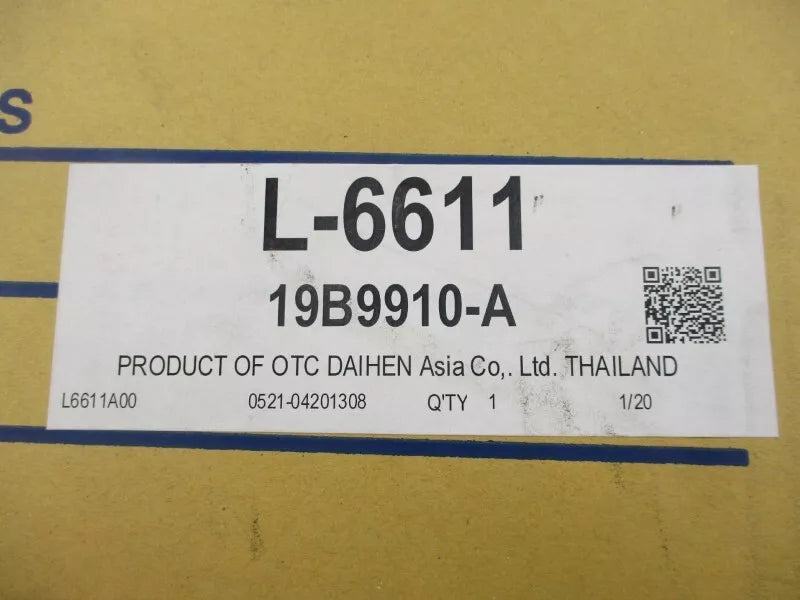 s
L-6611
19B9910-A
PRODUCT OF OTC DAIHEN Asia Co,. Ltd. THAILAND
L6611A00 0521-04201308 Q'TY 1 1/20